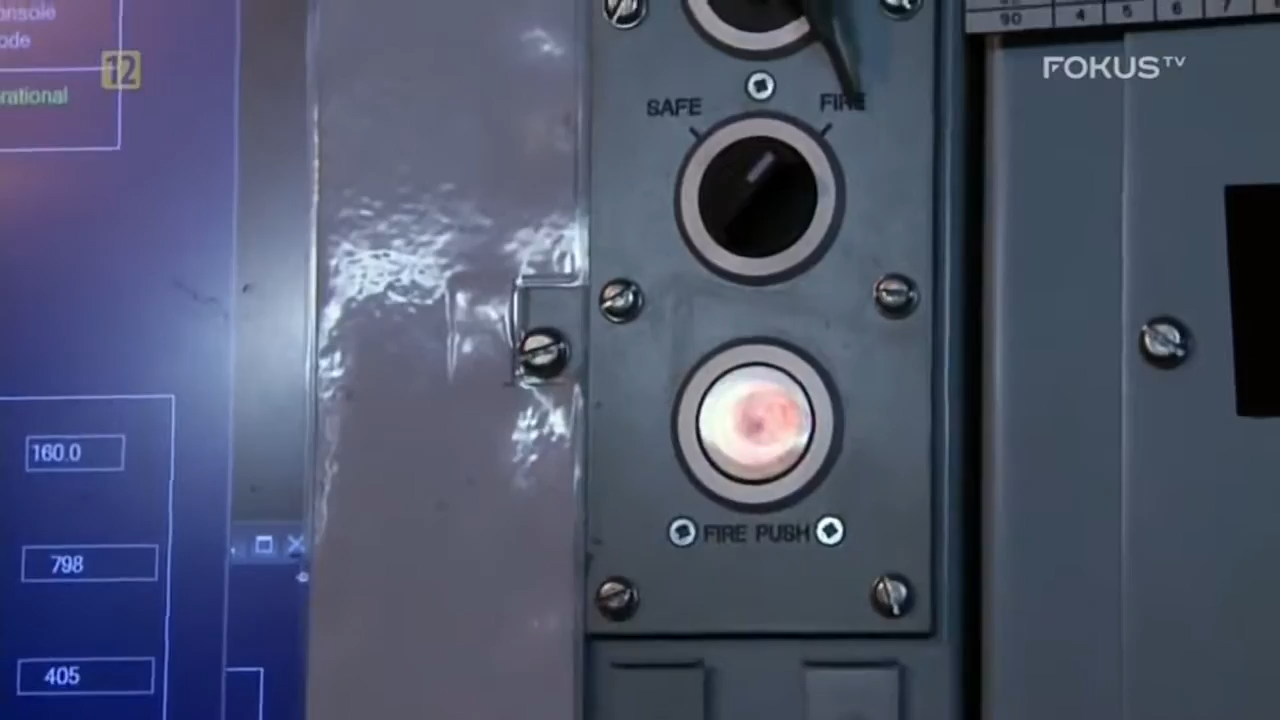 onsole
ode
rational
12
90 4 5 6 7
FOKUS TV
SAFE FIRE
160.0
798
405
FIRE PUSH